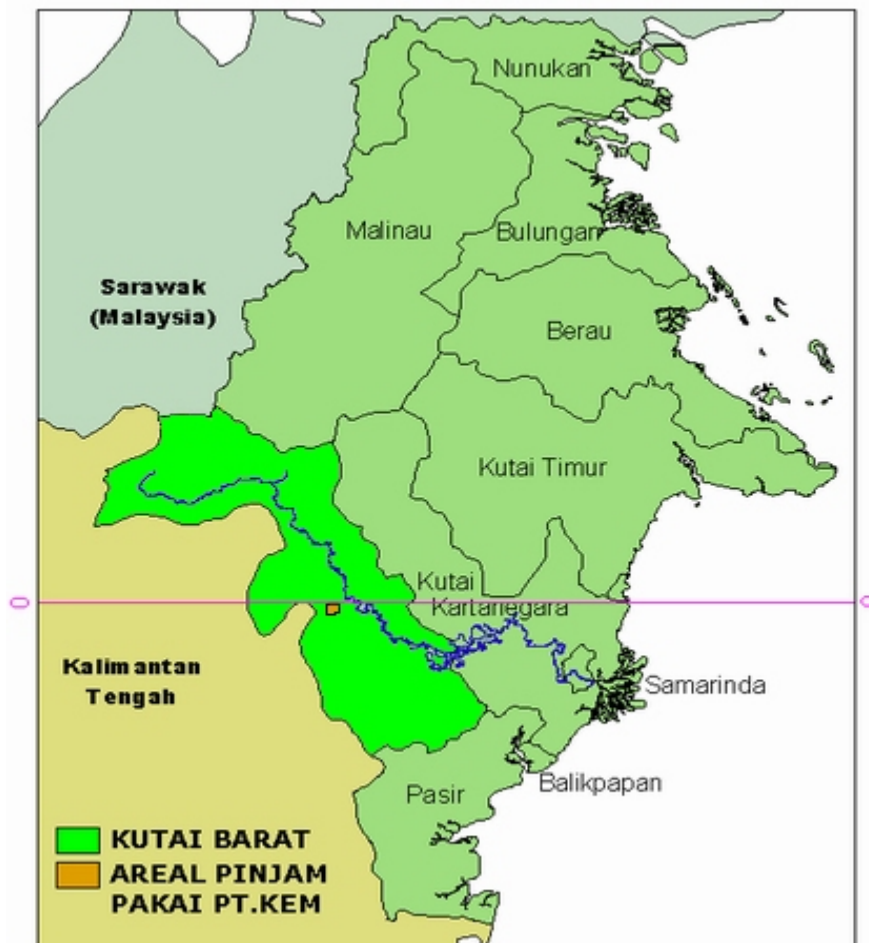 Nunukan
Malinau
Bulungan
Sarawak
(Malaysia)
Berau
Kutai Timur
Kutai
Kartanegara
0
0
Kalimantan
Tengah
Samarinda
Balikpapan
Pasir
KUTAI BARAT
AREAL PINJAM
PAKAI PT.KEM